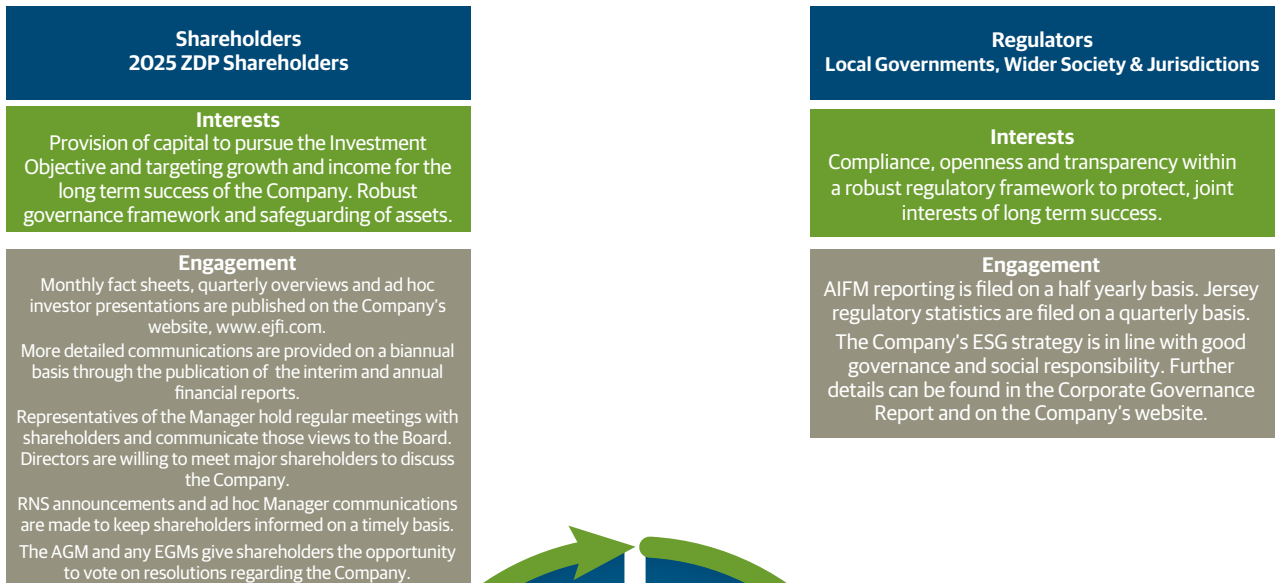 Shareholders
2025 ZDP Shareholders
Interests
Provision of capital to pursue the Investment
Objective and targeting growth and income for the
long term success of the Company. Robust
governance framework and safeguarding of assets.
Engagement
Monthly fact sheets, quarterly overviews and ad hoc
investor presentations are published on the Company's
website, www.ejfi.com.
More detailed communications are provided on a biannual
basis through the publication of the interim and annual
financial reports.
Representatives of the Manager hold regular meetings with
shareholders and communicate those views to the Board.
Directors are willing to meet major shareholders to discuss
the Company.
RNS announcements and ad hoc Manager communications
are made to keep shareholders informed on a timely basis.
The AGM and any EGMs give shareholders the opportunity
to vote on resolutions regarding the Company.
Regulators
Local Governments, Wider Society & Jurisdictions
Interests
Compliance, openness and transparency within
a robust regulatory framework to protect, joint
interests of long term success.
Engagement
AIFM reporting is filed on a half yearly basis. Jersey
regulatory statistics are filed on a quarterly basis.
The Company's ESG strategy is in line with good
governance and social responsibility. Further
details can be found in the Corporate Governance
Report and on the Company's website.